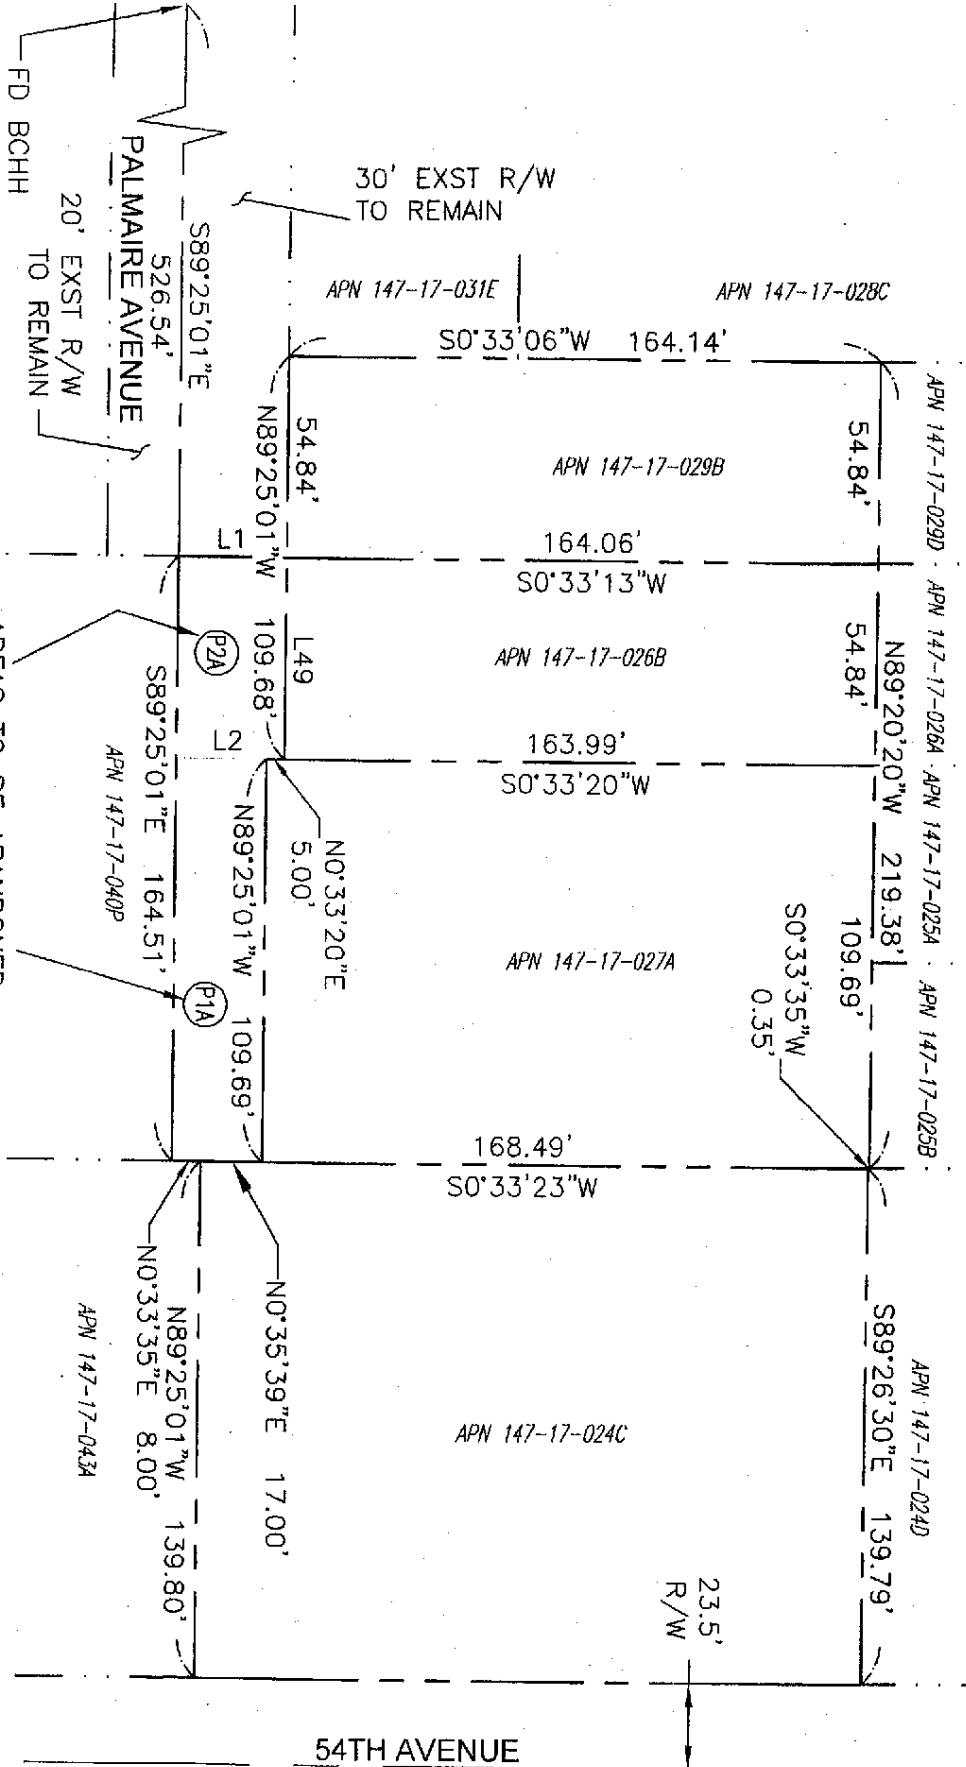 30' EXST R/W
TO REMAIN
FD BCHH
PALMAIRE AVENUE
20' EXST R/W
TO REMAIN
S89°25'01"E
526.54'
APN 147-17-031E
APN 147-17-028C
S0°33'06"W 164.14'
APN 147-17-029D
54.84'
N89°25'01"W 109.68'
APN 147-17-029B
54.84'
L1
164.06'
S0°33'13"W
APN 147-17-026A
P2A
L49
APN 147-17-026B
54.84'
N89°20'20"W 219.38'
L2
163.99'
S0°33'20"W
APN 147-17-025A
S89°25'01"E 164.51'
APN 147-17-040P
N0°33'20"E
5.00'
N89°25'01"W 109.69'
APN 147-17-027A
109.69'
S0°33'35"W
0.35'
APN 147-17-025B
P1A
168.49'
S0°33'23"W
N0°35'39"E 17.00'
N89°25'01"W 139.80'
N0°33'35"E 8.00'
APN 147-17-043A
APN 147-17-024C
S89°26'30"E 139.79'
APN 147-17-024D
23.5'
R/W
54TH AVENUE